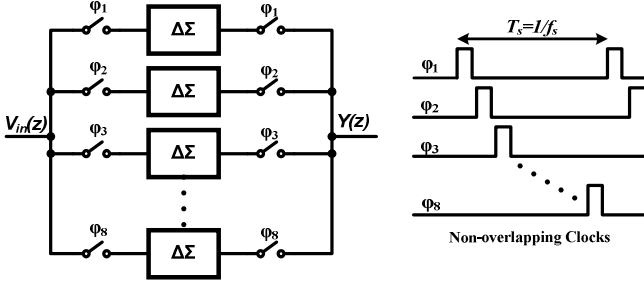 φ1 ΔΣ φ1
φ2 ΔΣ φ2
Vin(z) Y(z)
φ3 ΔΣ φ3
φ8 ΔΣ φ8
Ts=1/fs
φ1
φ2
φ3
φ8
Non-overlapping Clocks